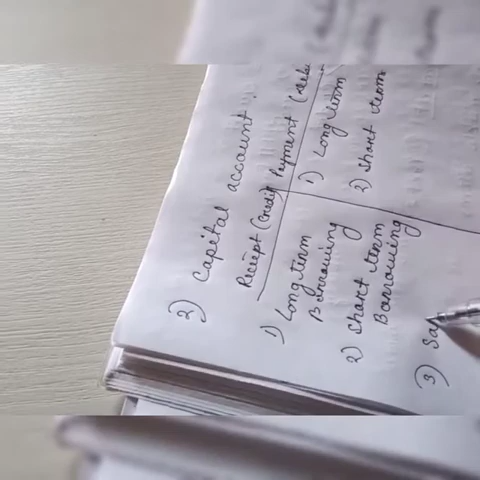 2) Capital account
Receipt (Credit) Payment (
1) Long term
Borrowing
2) Short term
Borrowing
3) Sa
1) Long term
2) Short term